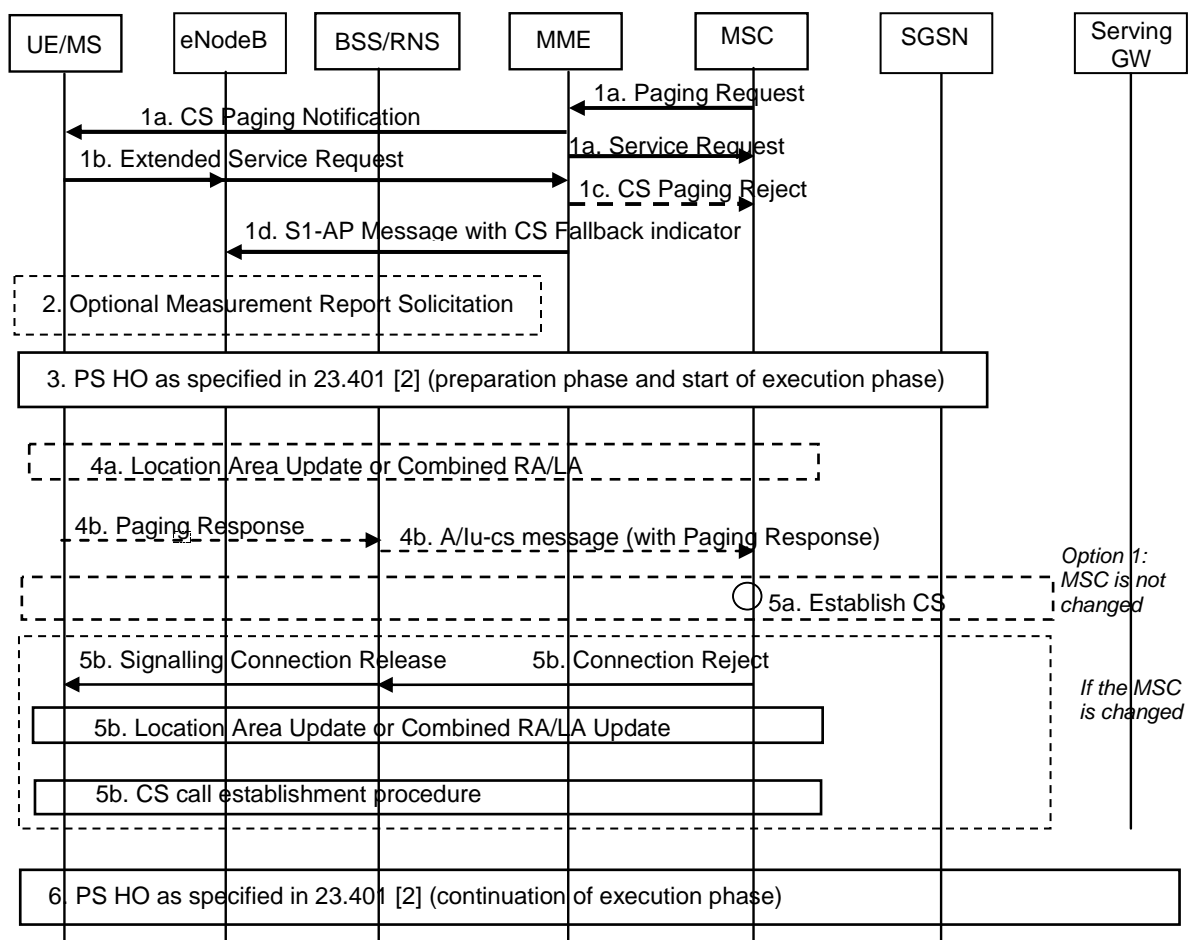 UE/MS
eNodeB
BSS/RNS
MME
MSC
SGSN
Serving
GW
1a. Paging Request
1a. CS Paging Notification
1a. Service Request
1b. Extended Service Request
1c. CS Paging Reject
1d. S1-AP Message with CS Fallback indicator
2. Optional Measurement Report Solicitation
3. PS HO as specified in 23.401 [2] (preparation phase and start of execution phase)
4a. Location Area Update or Combined RA/LA
4b. Paging Response
4b. A/Iu-cs message (with Paging Response)
Option 1:
MSC is not
changed
5a. Establish CS
5b. Signalling Connection Release
5b. Connection Reject
If the MSC
is changed
5b. Location Area Update or Combined RA/LA Update
5b. CS call establishment procedure
6. PS HO as specified in 23.401 [2] (continuation of execution phase)